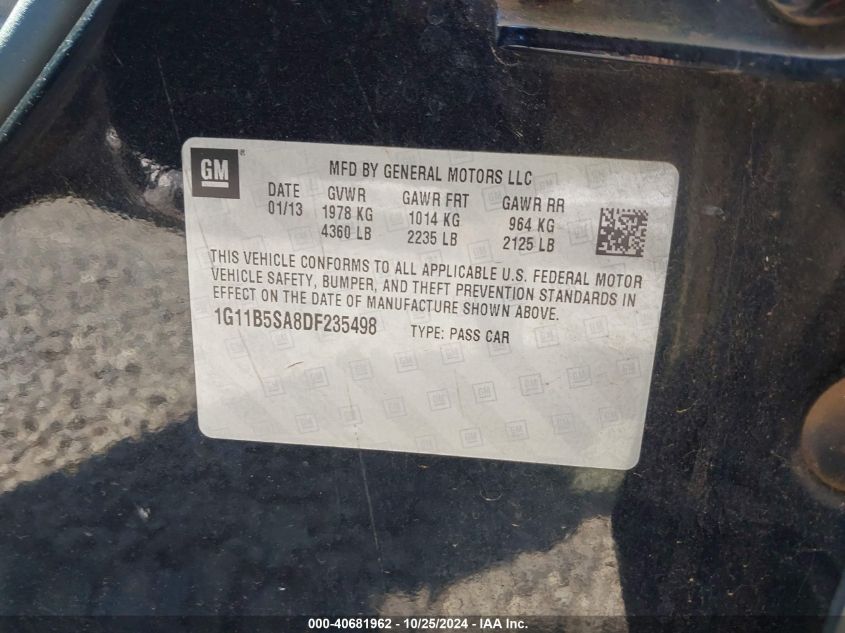 GM®
MFD BY GENERAL MOTORS LLC
DATE GVWR GAWR FRT GAWR RR
01/13 1978 KG 1014 KG 964 KG
4360 LB 2235 LB 2125 LB
THIS VEHICLE CONFORMS TO ALL APPLICABLE U.S. FEDERAL MOTOR
VEHICLE SAFETY, BUMPER, AND THEFT PREVENTION STANDARDS IN
EFFECT ON THE DATE OF MANUFACTURE SHOWN ABOVE.
1G11B5SA8DF235498 TYPE: PASS CAR
000-40681962 - 10/25/2024 - IAA Inc.